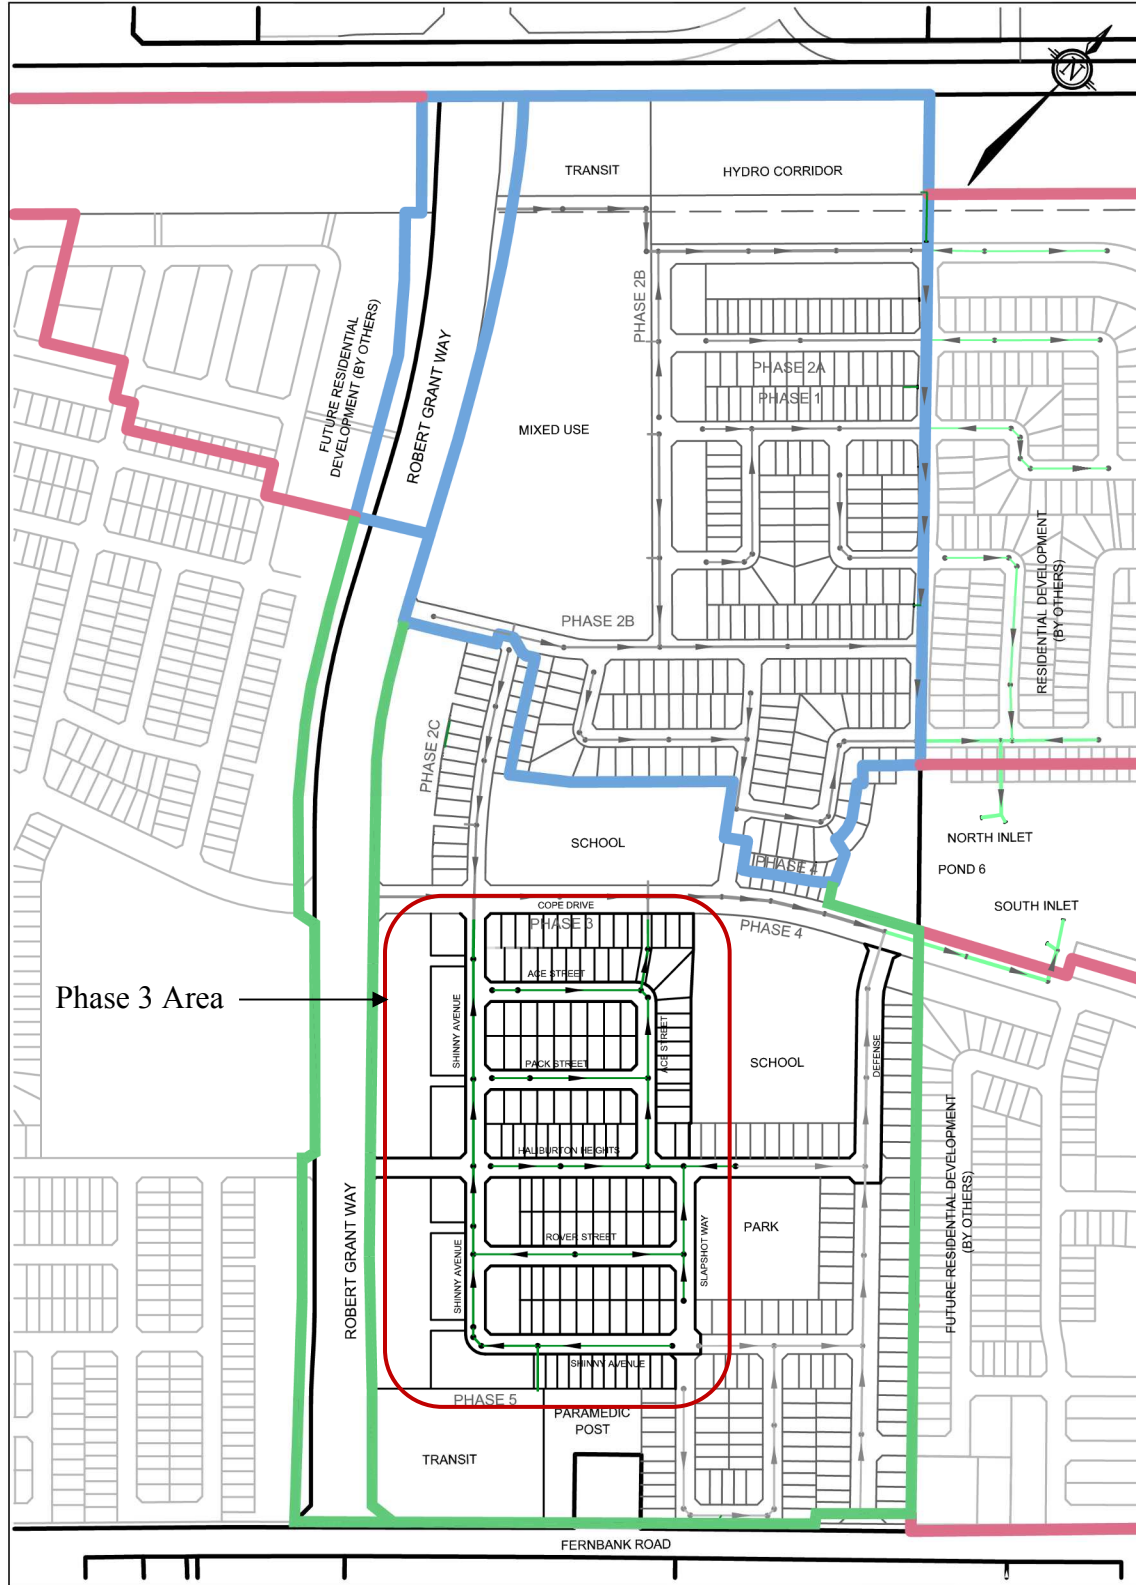 N
TRANSIT
HYDRO CORRIDOR
PHASE 2B
FUTURE RESIDENTIAL
DEVELOPMENT (BY OTHERS)
ROBERT GRANT WAY
PHASE 2A
PHASE 1
MIXED USE
RESIDENTIAL DEVELOPMENT
(BY OTHERS)
PHASE 2B
PHASE 2C
SCHOOL
NORTH INLET
PHASE 4
POND 6
SOUTH INLET
COPE DRIVE
PHASE 3
PHASE 4
Phase 3 Area
ACE STREET
SHINNY AVENUE
ACE STREET
PACK STREET
SCHOOL
DEFENSE
HALIBURTON HEIGHTS
FUTURE RESIDENTIAL DEVELOPMENT
(BY OTHERS)
ROBERT GRANT WAY
PARK
ROVER STREET
SLAPSHOT WAY
SHINNY AVENUE
SHINNY AVENUE
PHASE 5
PARAMEDIC
POST
TRANSIT
FERNBANK ROAD